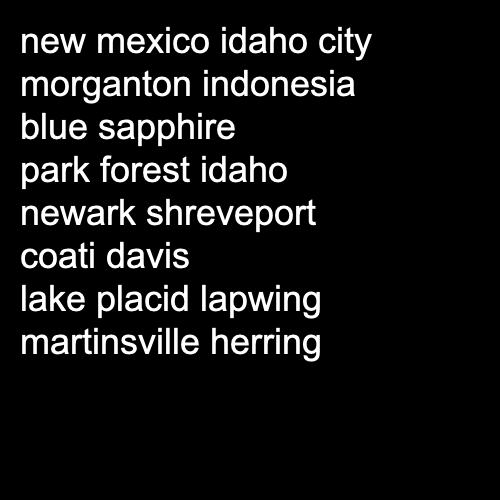 new mexico idaho city
morganton indonesia
blue sapphire
park forest idaho
newark shreveport
coati davis
lake placid lapwing
martinsville herring